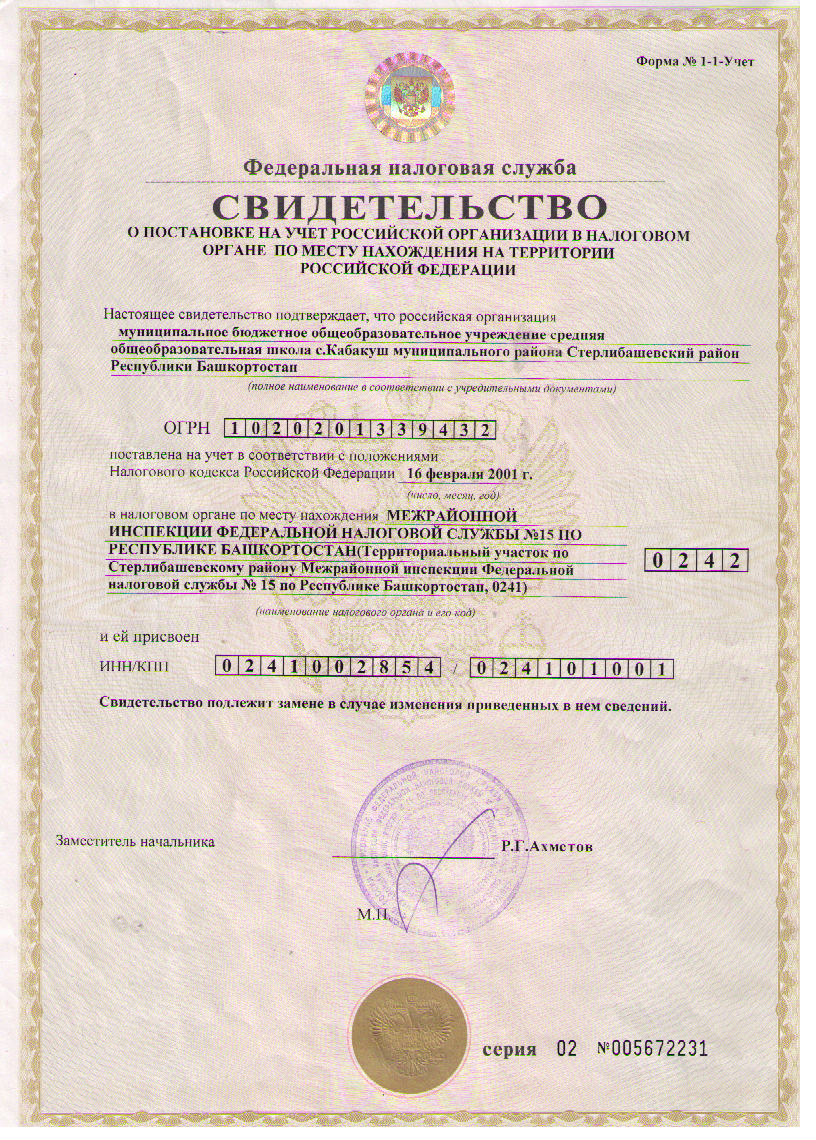 Форма № 1-1-Учет
Федеральная налоговая служба
СВИДЕТЕЛЬСТВО
О ПОСТАНОВКЕ НА УЧЕТ РОССИЙСКОЙ ОРГАНИЗАЦИИ В НАЛОГОВОМ
ОРГАНЕ ПО МЕСТУ НАХОЖДЕНИЯ НА ТЕРРИТОРИИ
РОССИЙСКОЙ ФЕДЕРАЦИИ
Настоящее свидетельство подтверждает, что российская организация
муниципальное бюджетное общеобразовательное учреждение средняя
общеобразовательная школа с.Кабакуш муниципального района Стерлибашевский район
Республики Башкортостан
(полное наименование в соответствии с учредительными документами)
ОГРН 1020201339432
поставлена на учет в соответствии с положениями
Налогового кодекса Российской Федерации 16 февраля 2001 г.
(число, месяц, год)
в налоговом органе по месту нахождения МЕЖРАЙОННОЙ
ИНСПЕКЦИИ ФЕДЕРАЛЬНОЙ НАЛОГОВОЙ СЛУЖБЫ №15 ПО
РЕСПУБЛИКЕ БАШКОРТОСТАН(Территориальный участок по
Стерлибашевскому району Межрайонной инспекции Федеральной
налоговой службы № 15 по Республике Башкортостан, 0241)
0242
(наименование налогового органа и его код)
и ей присвоен
ИНН/КПП 0241002854 / 024101001
Свидетельство подлежит замене в случае изменения приведенных в нем сведений.
Заместитель начальника
Р.Г.Ахметов
М.П.
серия 02 №005672231